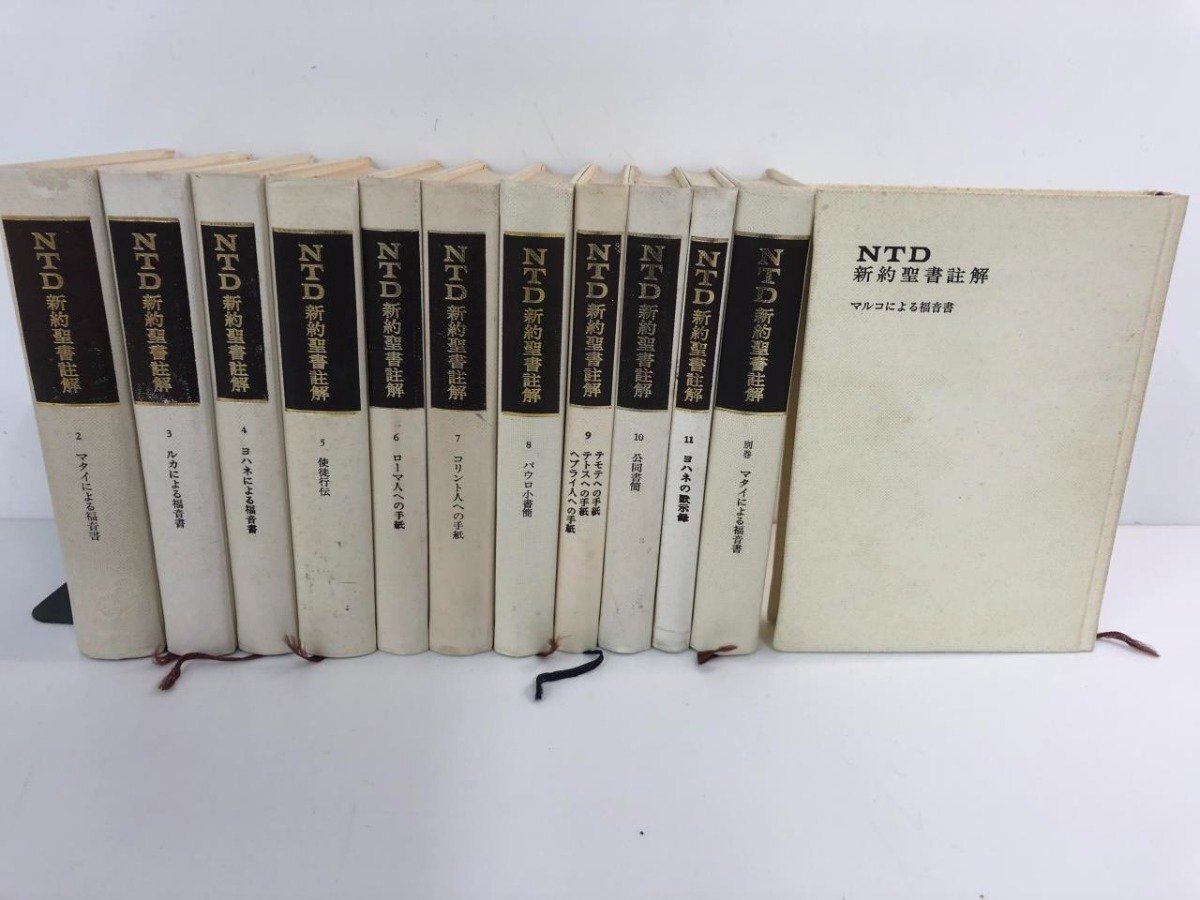 NTD 新約聖書註解
2 マタイによる福音書
NTD 新約聖書註解
3 ルカによる福音書
NTD 新約聖書註解
4 ヨハネによる福音書
NTD 新約聖書註解
5 使徒行伝
NTD 新約聖書註解
6 ローマ人への手紙
NTD 新約聖書註解
7 コリント人への手紙
NTD 新約聖書註解
8 パウロ小書簡
NTD 新約聖書註解
9 テモテへの手紙
テトスへの手紙
ヘブライ人への手紙
NTD 新約聖書註解
10 公同書簡
NTD 新約聖書註解
11 ヨハネの黙示録
NTD 新約聖書註解
別巻 マタイによる福音書
NTD
新約聖書註解
マルコによる福音書